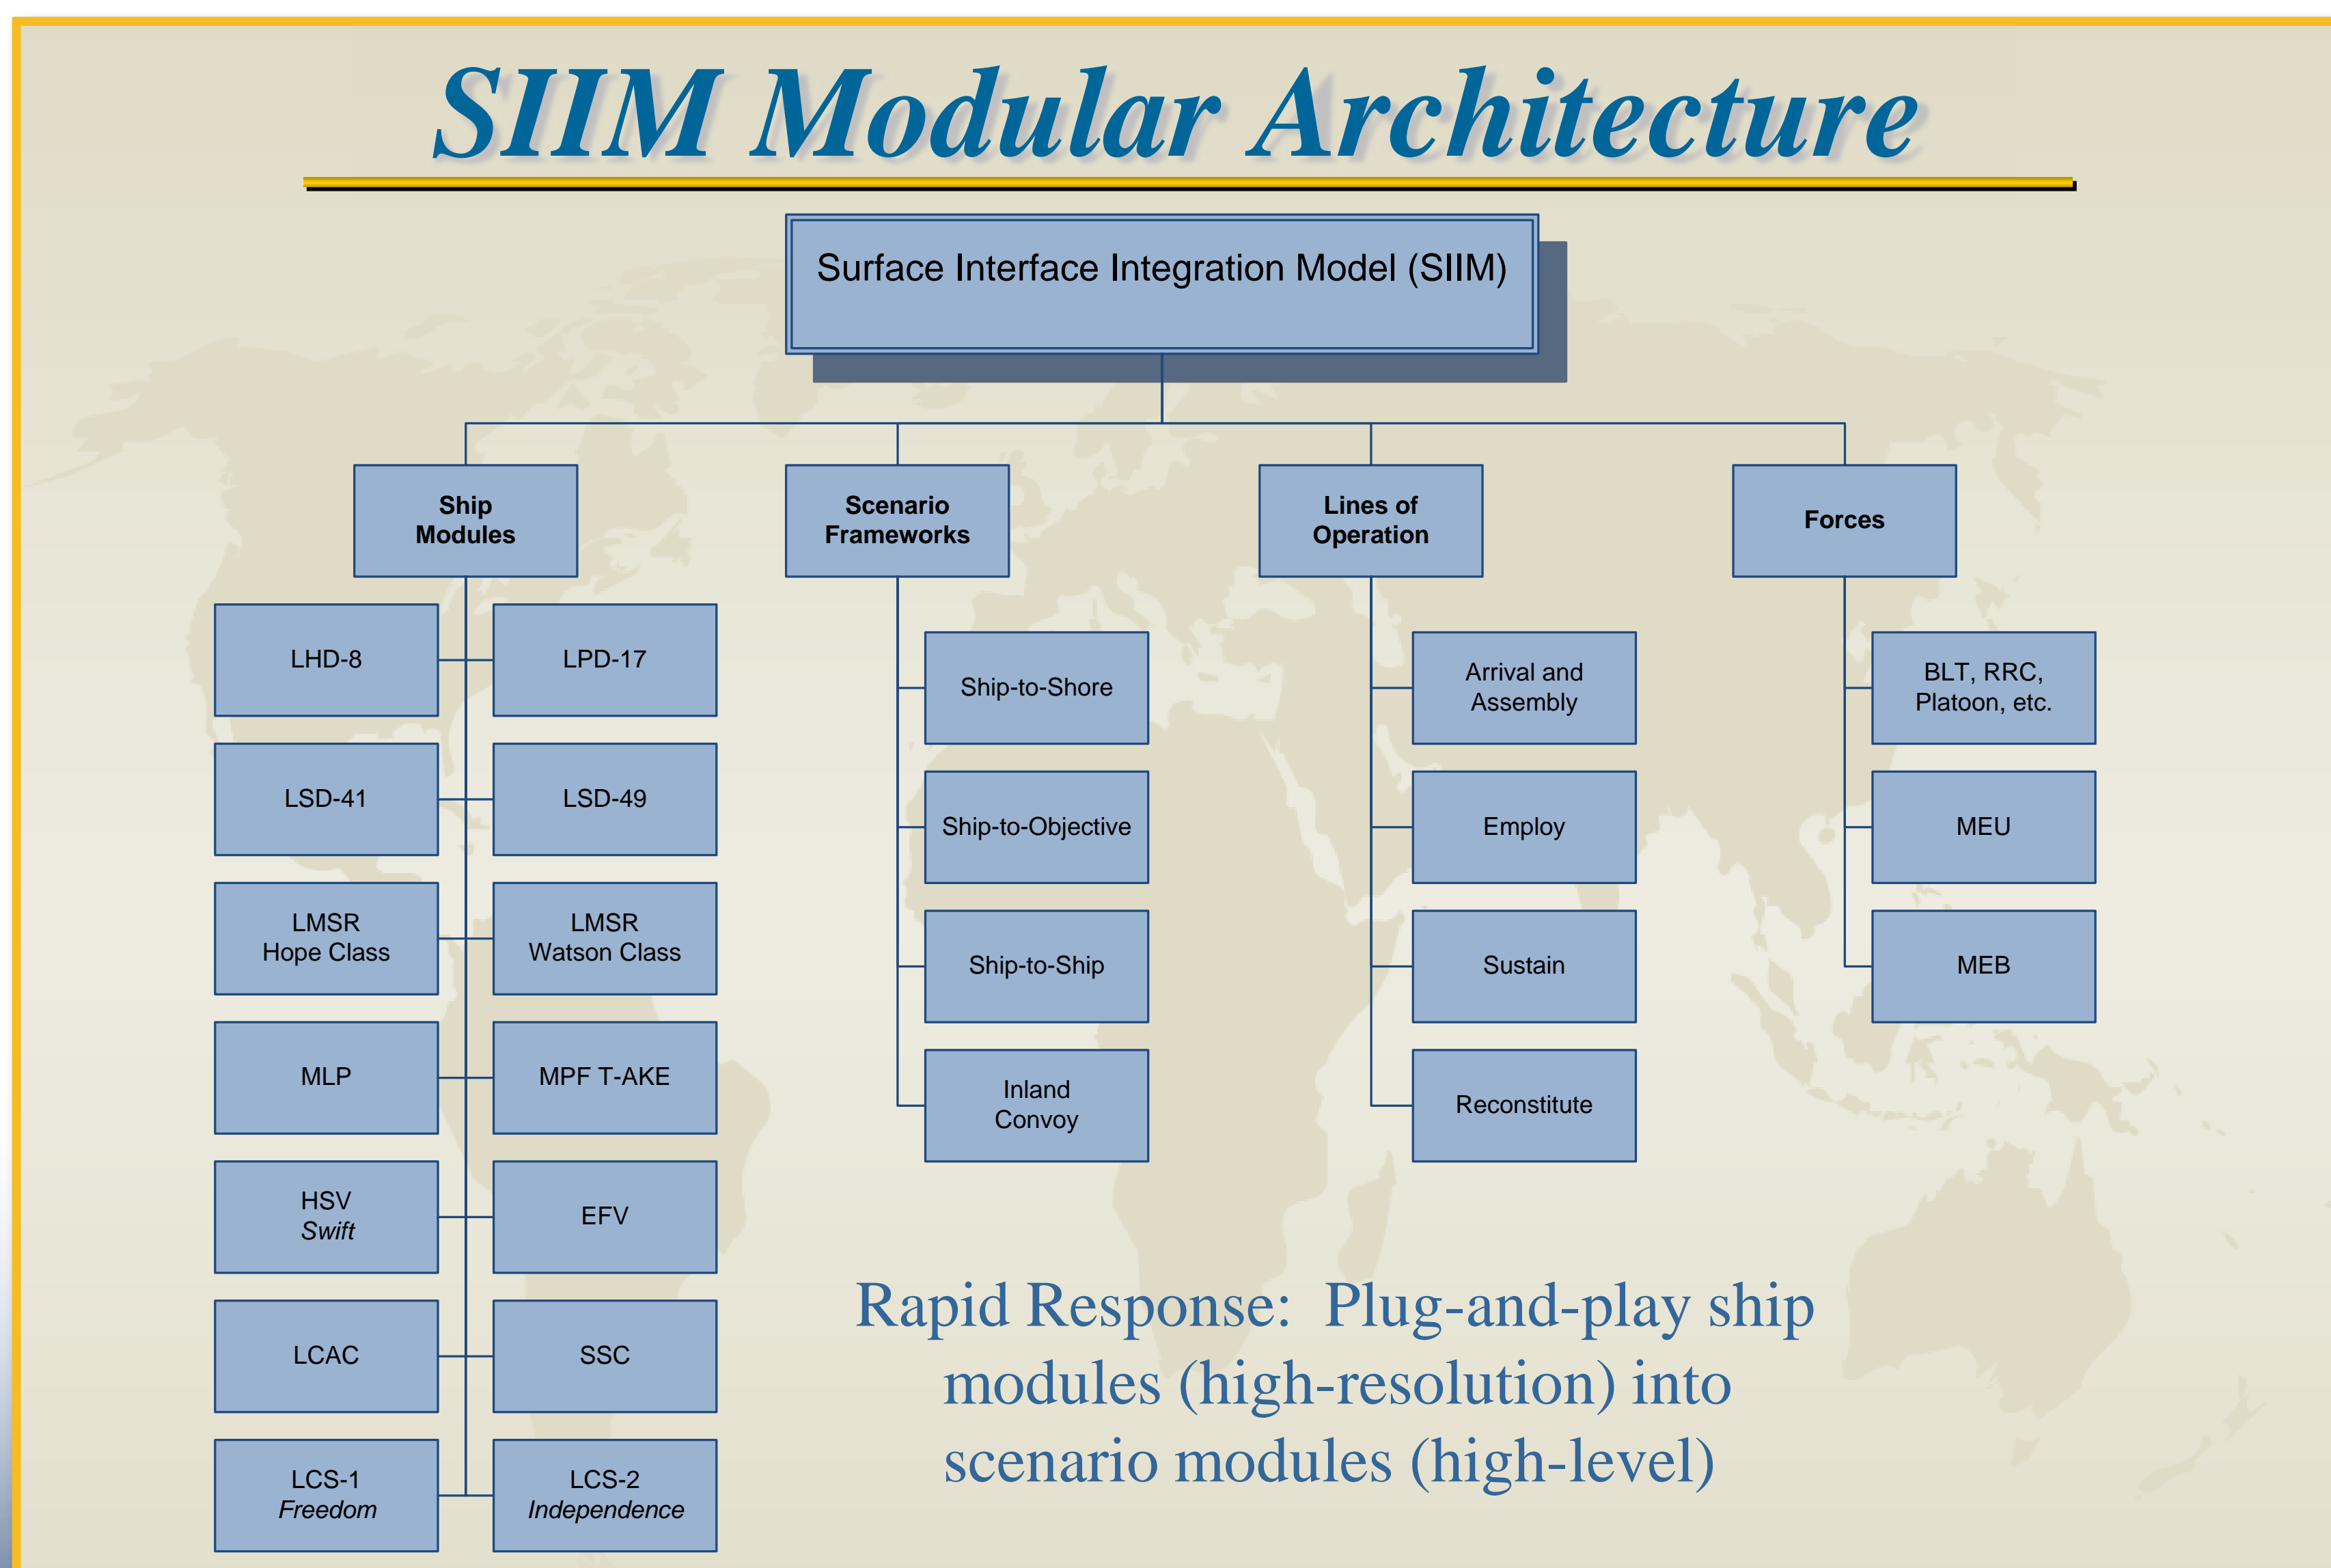 SIIM Modular Architecture
Surface Interface Integration Model (SIIM)
Ship
Modules
Scenario
Frameworks
Lines of
Operation
Forces
LHD-8
LPD-17
LSD-41
LSD-49
LMSR
Hope Class
LMSR
Watson Class
MLP
MPF T-AKE
HSV
Swift
EFV
LCAC
SSC
LCS-1
Freedom
LCS-2
Independence
Ship-to-Shore
Ship-to-Objective
Ship-to-Ship
Inland
Convoy
Arrival and
Assembly
Employ
Sustain
Reconstitute
BLT, RRC,
Platoon, etc.
MEU
MEB
Rapid Response: Plug-and-play ship
modules (high-resolution) into
scenario modules (high-level)